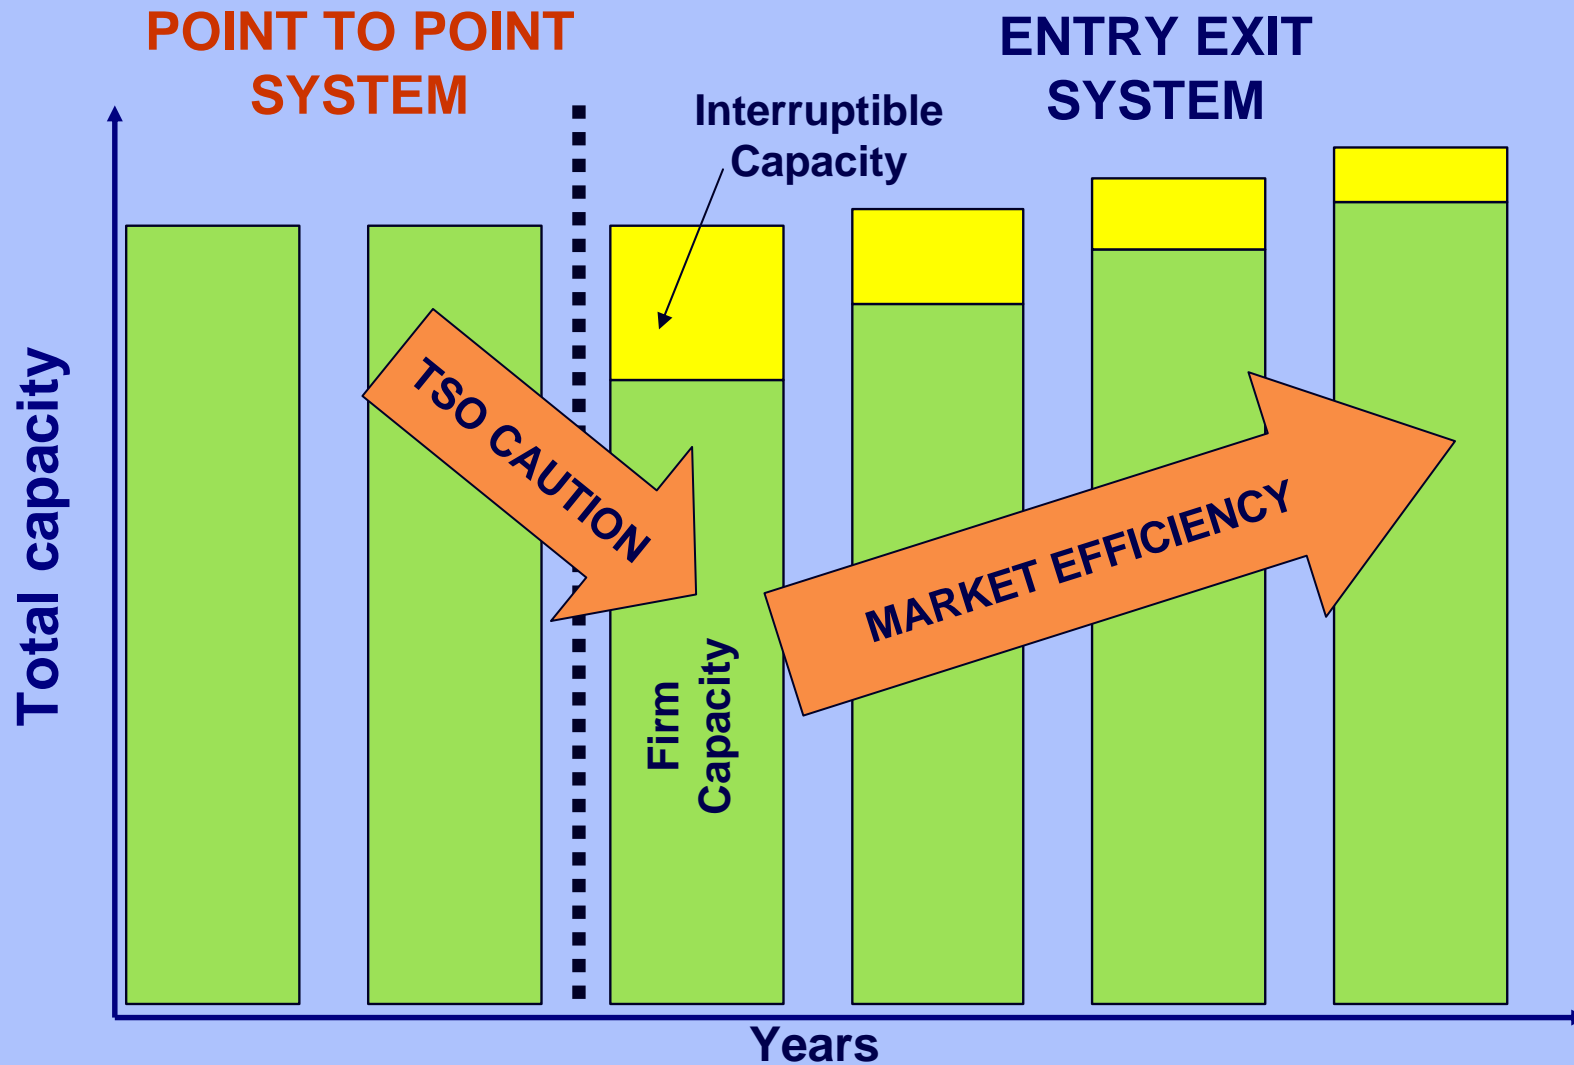 POINT TO POINT
SYSTEM
ENTRY EXIT
SYSTEM
Interruptible
Capacity
TSO CAUTION
MARKET EFFICIENCY
Firm
Capacity
Total capacity
Years